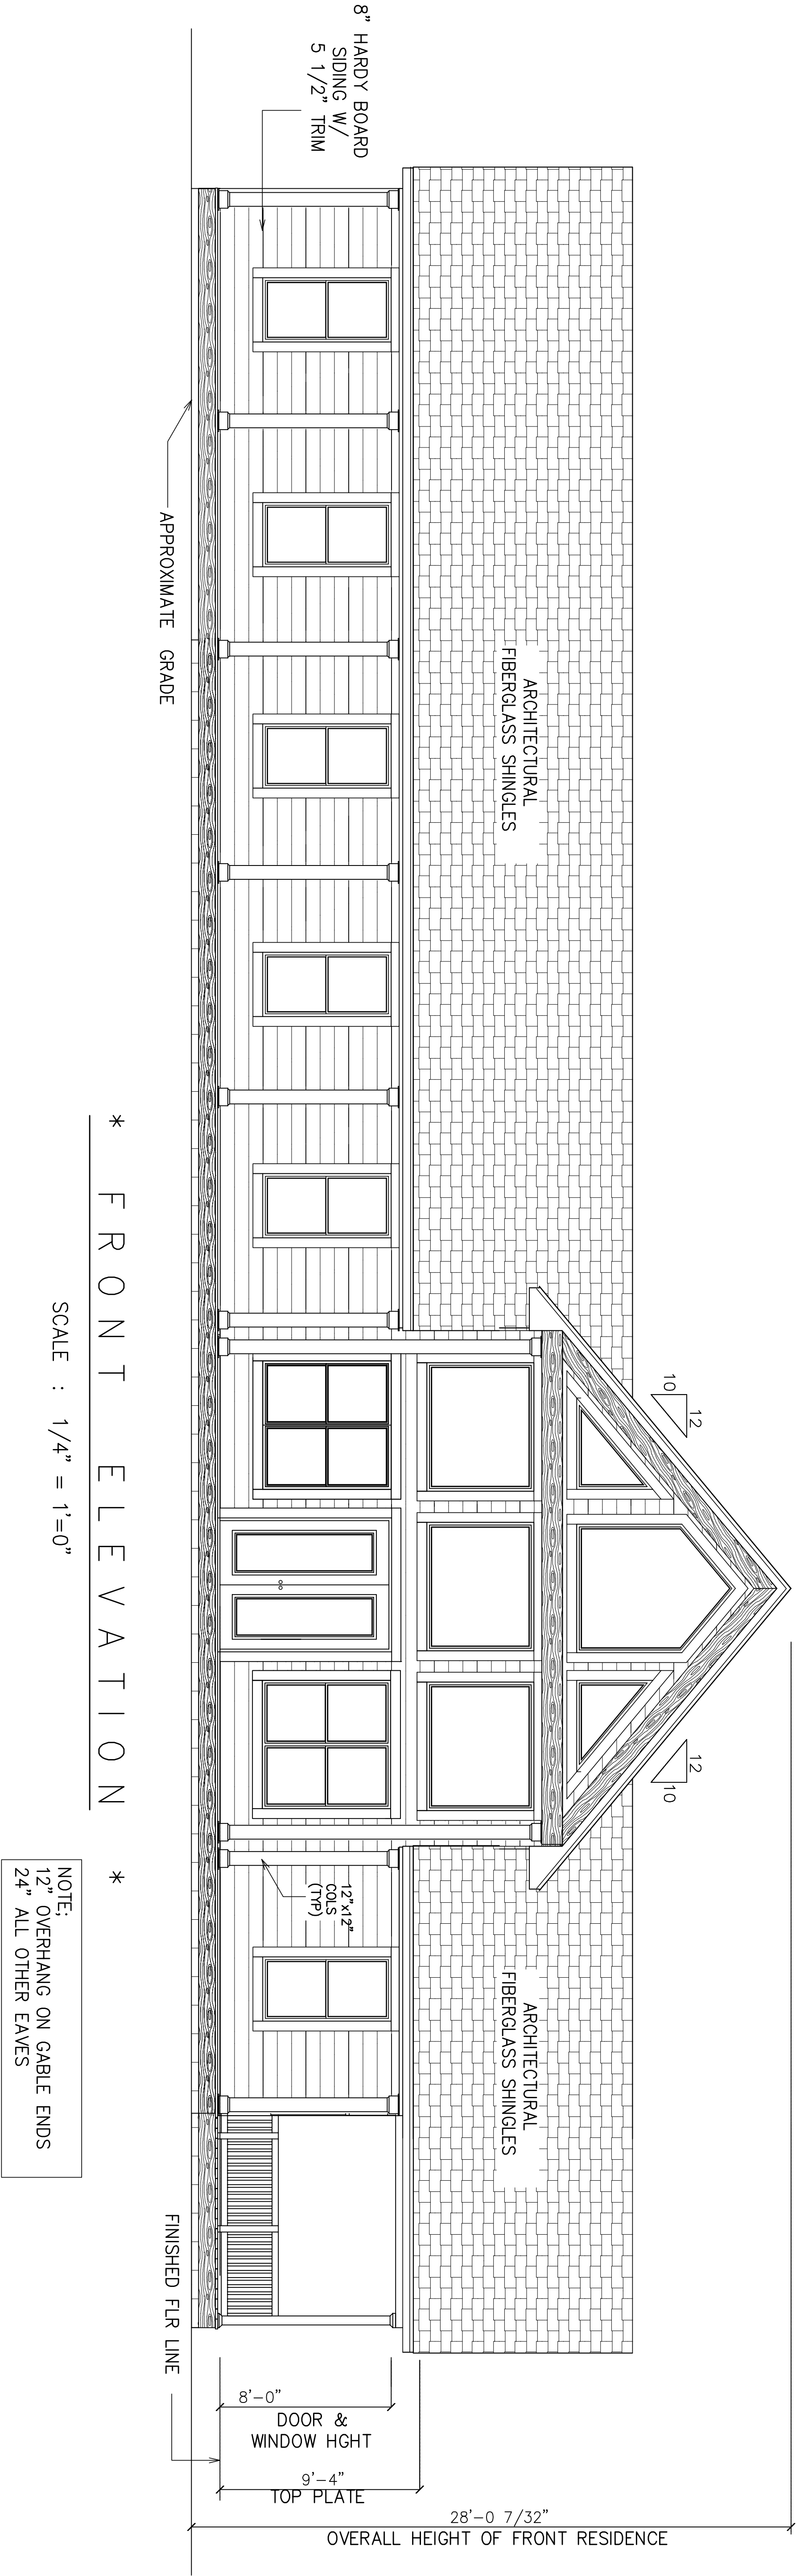 8" HARDY BOARD
SIDING W/
5 1/2" TRIM
ARCHITECTURAL
FIBERGLASS SHINGLES
10
12
12
10
ARCHITECTURAL
FIBERGLASS SHINGLES
12"x12"
COLS
(TYP)
8'-0"
DOOR &
WINDOW HGHT
9'-4"
TOP PLATE
28'-0 7/32"
OVERALL HEIGHT OF FRONT RESIDENCE
APPROXIMATE GRADE
FINISHED FLR LINE
* FRONT ELEVATION *
SCALE : 1/4" = 1'=0"
NOTE;
12" OVERHANG ON GABLE ENDS
24" ALL OTHER EAVES